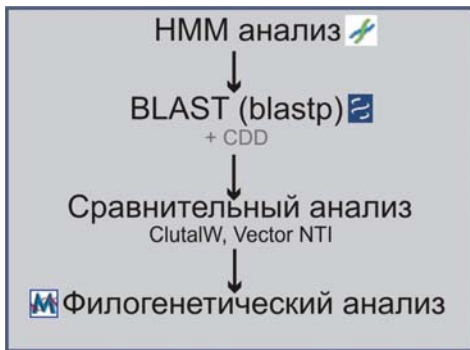 HMM анализ
BLAST (blastp)
+ CDD
Сравнительный анализ
ClutalW, Vector NTI
Филогенетический анализ